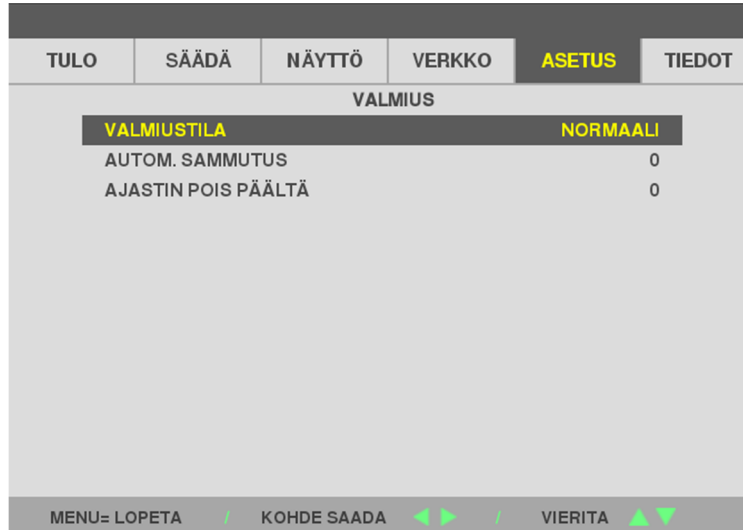 TULO SÄÄDÄ NÄYTTÖ VERKKO ASETUS TIEDOT
VALMIUS
VALMIUSTILA NORMAALI
AUTOM. SAMMUTUS 0
AJASTIN POIS PÄÄLTÄ 0
MENU= LOPETA / KOHDE SAADA ◀ ▶ / VIERITA ▲ ▼